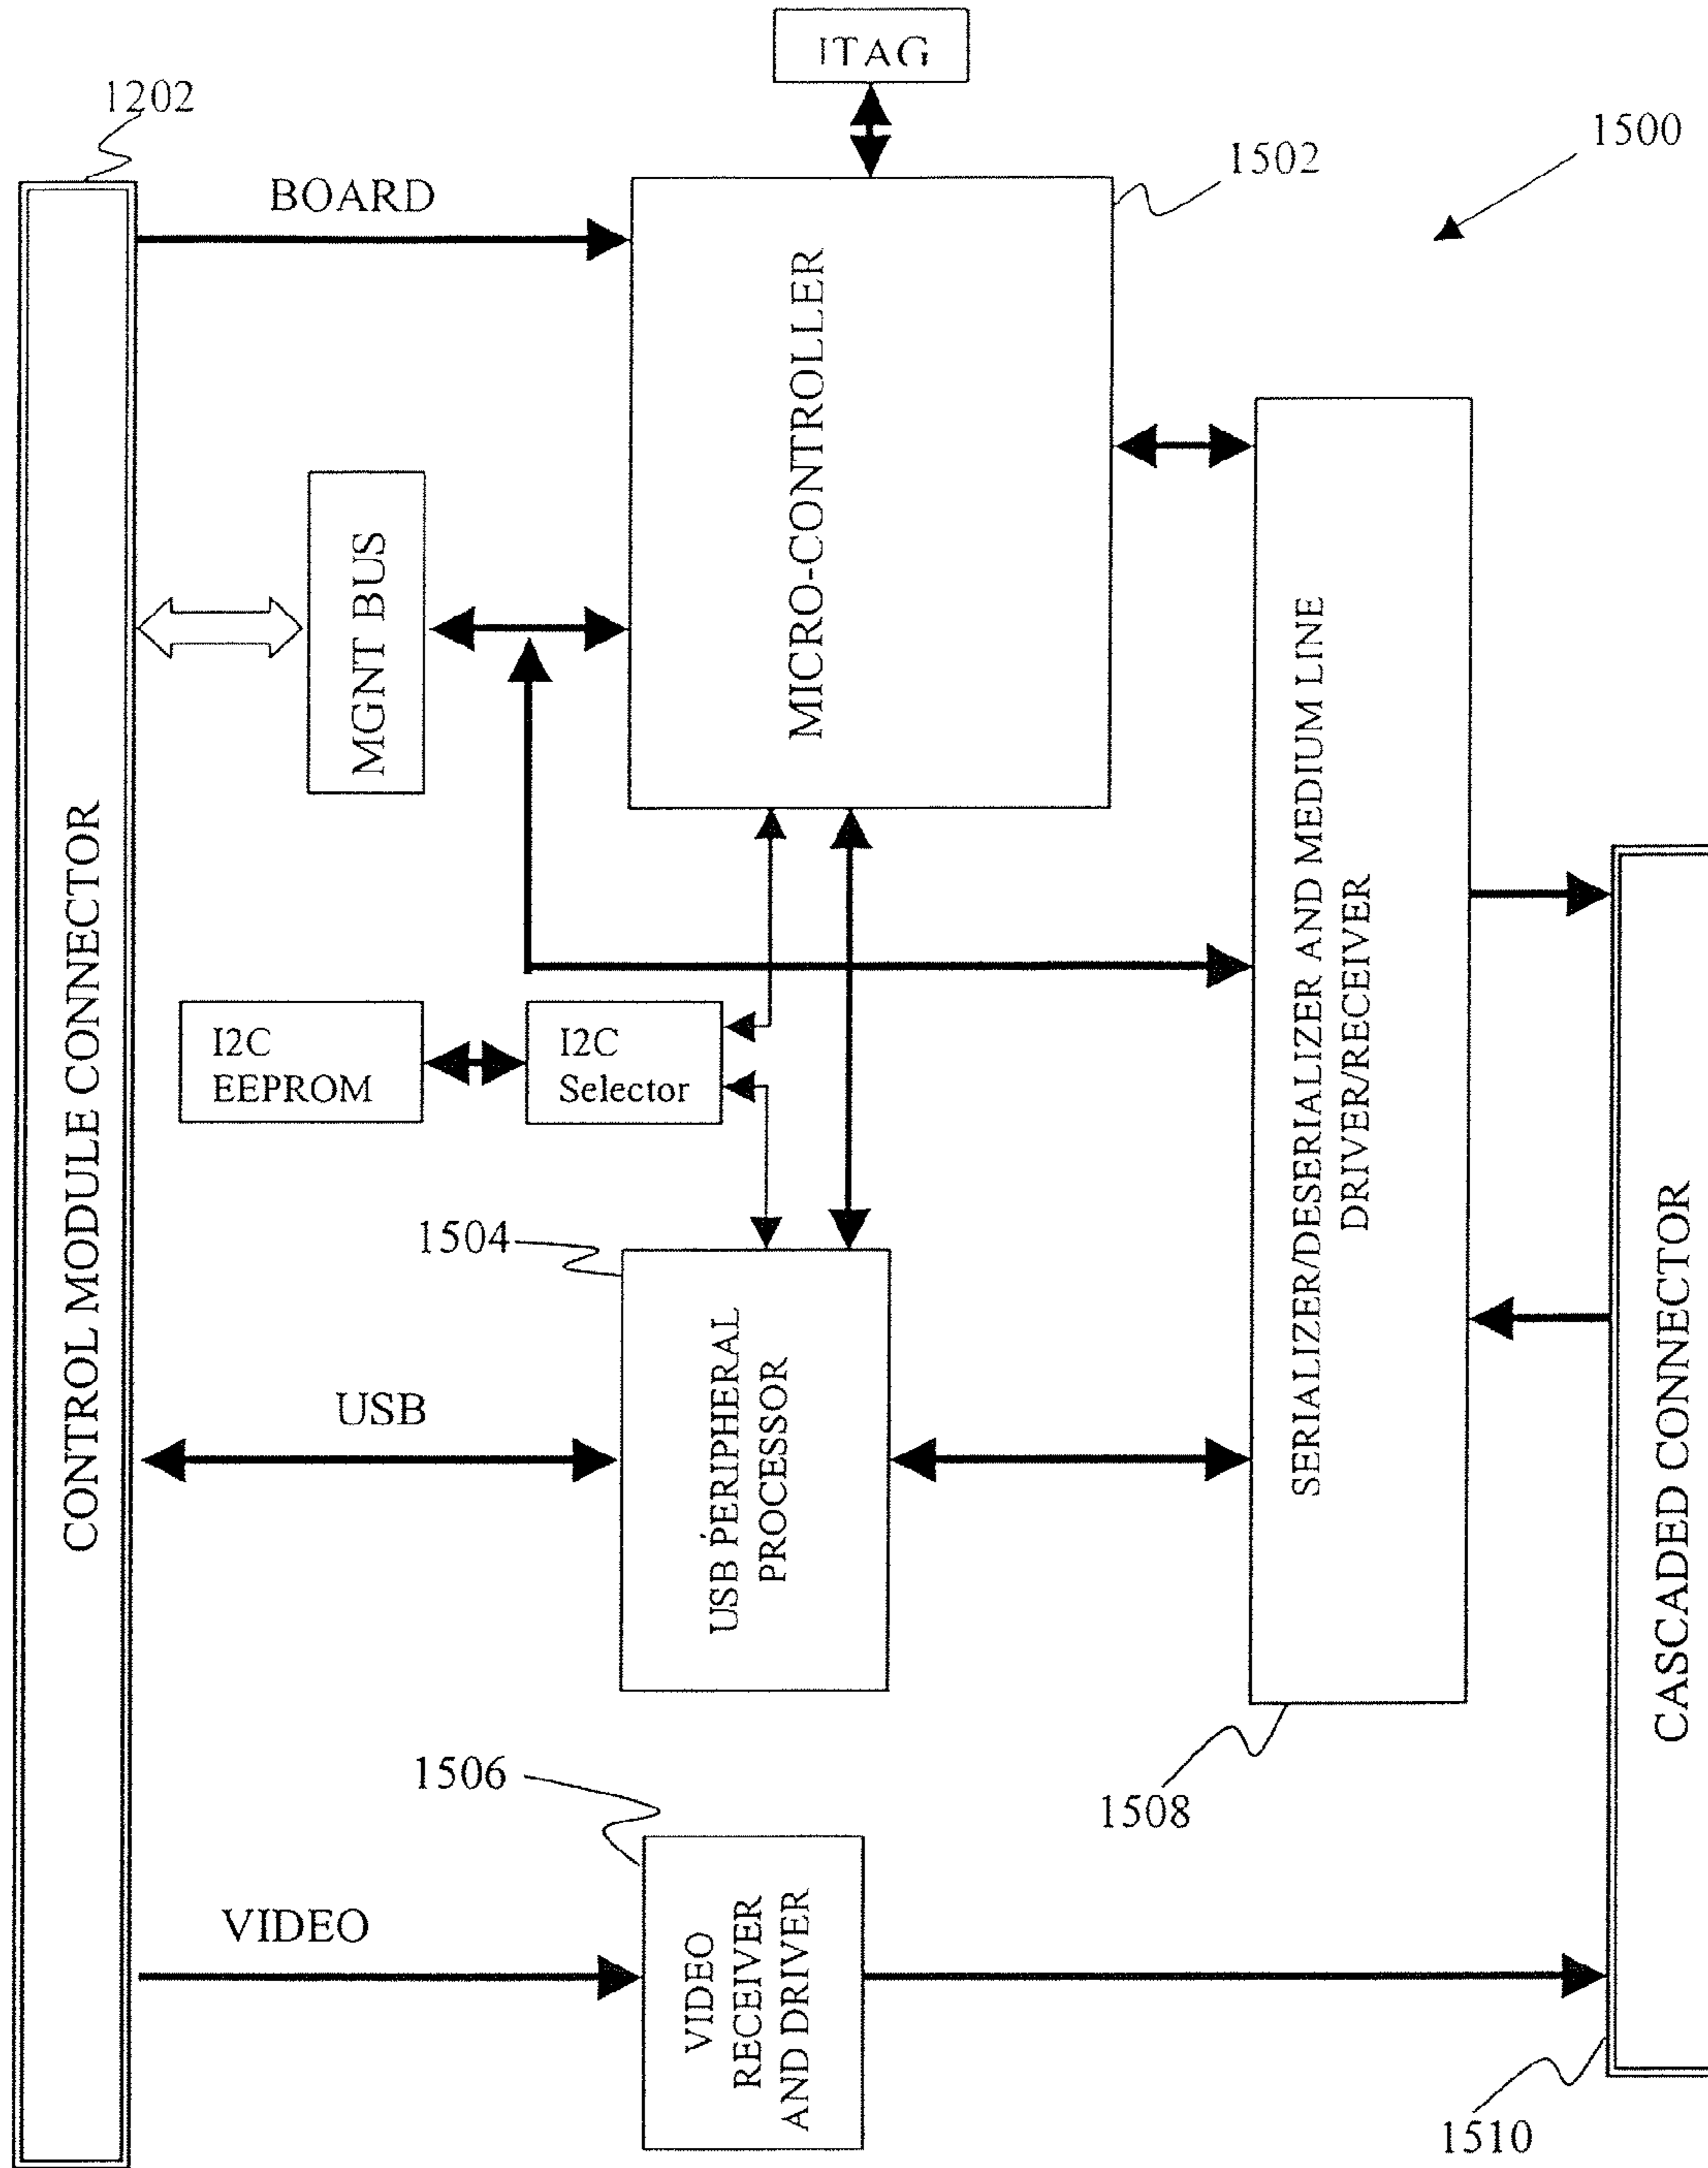 JTAG
1202
1500
1502
BOARD
CONTROL MODULE CONNECTOR
MGNT BUS
MICRO-CONTROLLER
SERIALIZER/DESERIALIZER AND MEDIUM LINE
DRIVER/RECEIVER
I2C
EEPROM
I2C
Selector
1504
USB
USB PERIPHERAL
PROCESSOR
CASCADED CONNECTOR
1506
1508
VIDEO
VIDEO
RECEIVER
AND DRIVER
1510